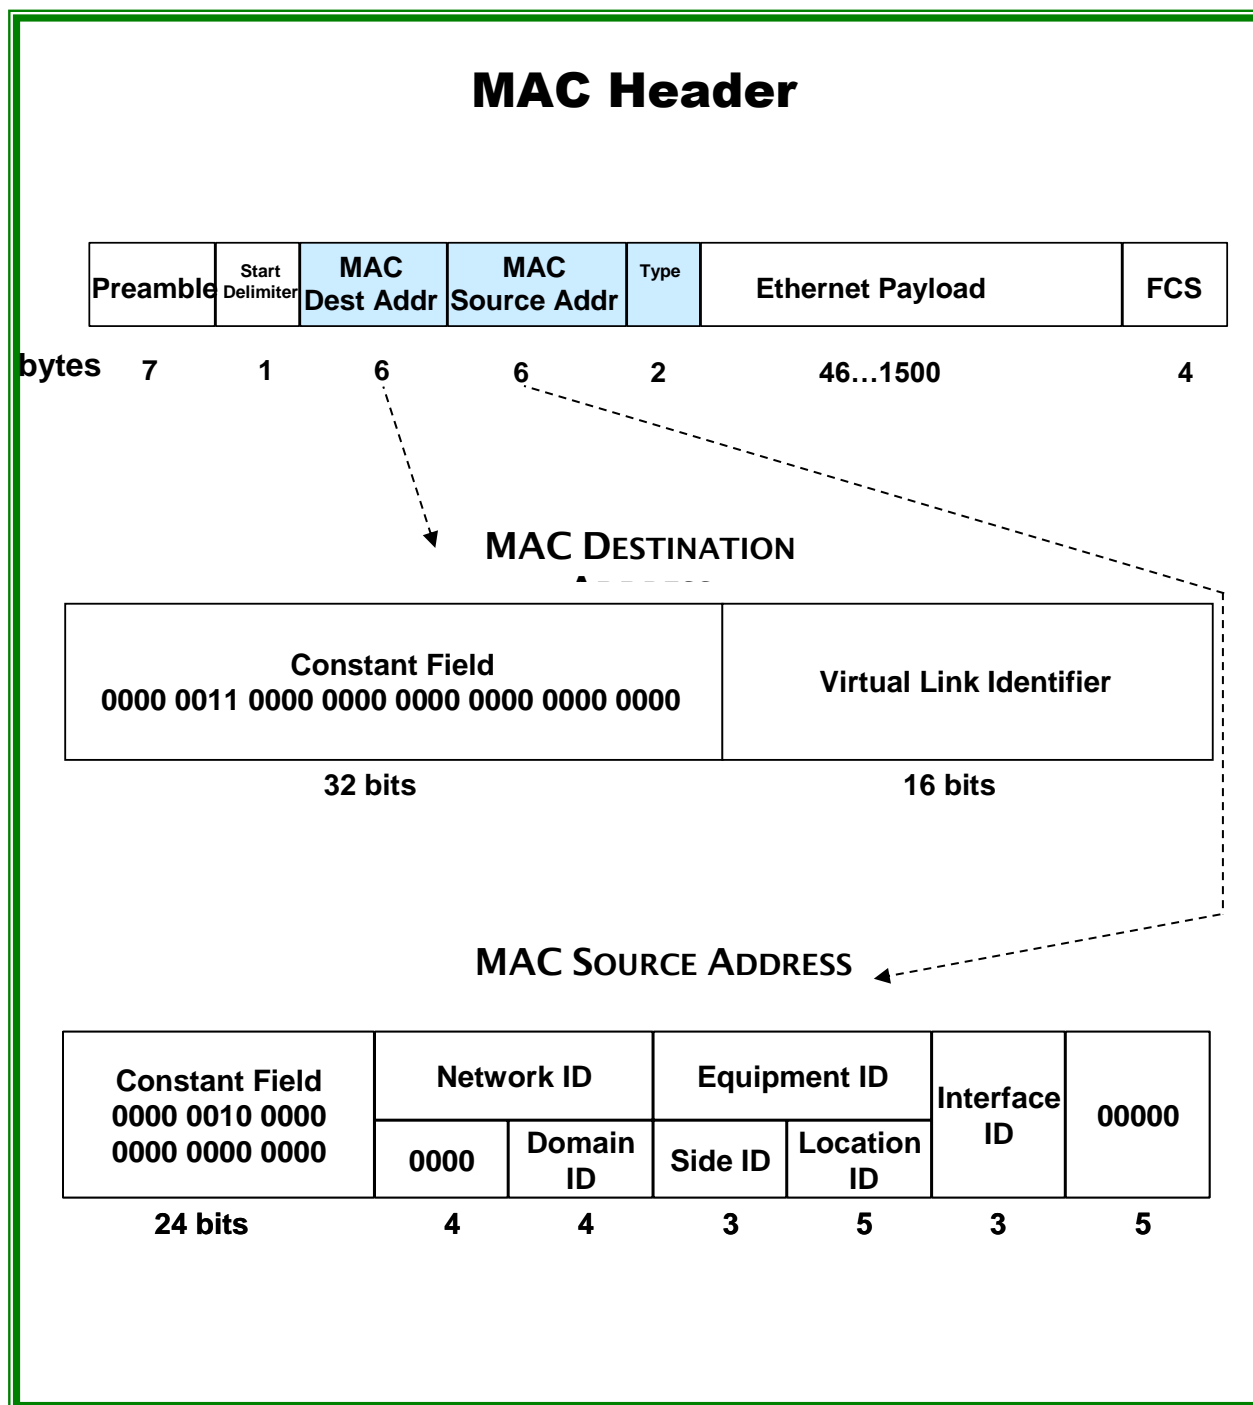 MAC Header
Preamble
Start
Delimiter
MAC
Dest Addr
MAC
Source Addr
Type
Ethernet Payload
FCS
bytes 7 1 6 6 2 46…1500 4
MAC DESTINATION
Constant Field
0000 0011 0000 0000 0000 0000 0000 0000
Virtual Link Identifier
32 bits 16 bits
MAC SOURCE ADDRESS
Constant Field
0000 0010 0000
0000 0000 0000
Network ID
0000
Domain
ID
Equipment ID
Side ID
Location
ID
Interface
ID
00000
24 bits 4 4 3 5 3 5